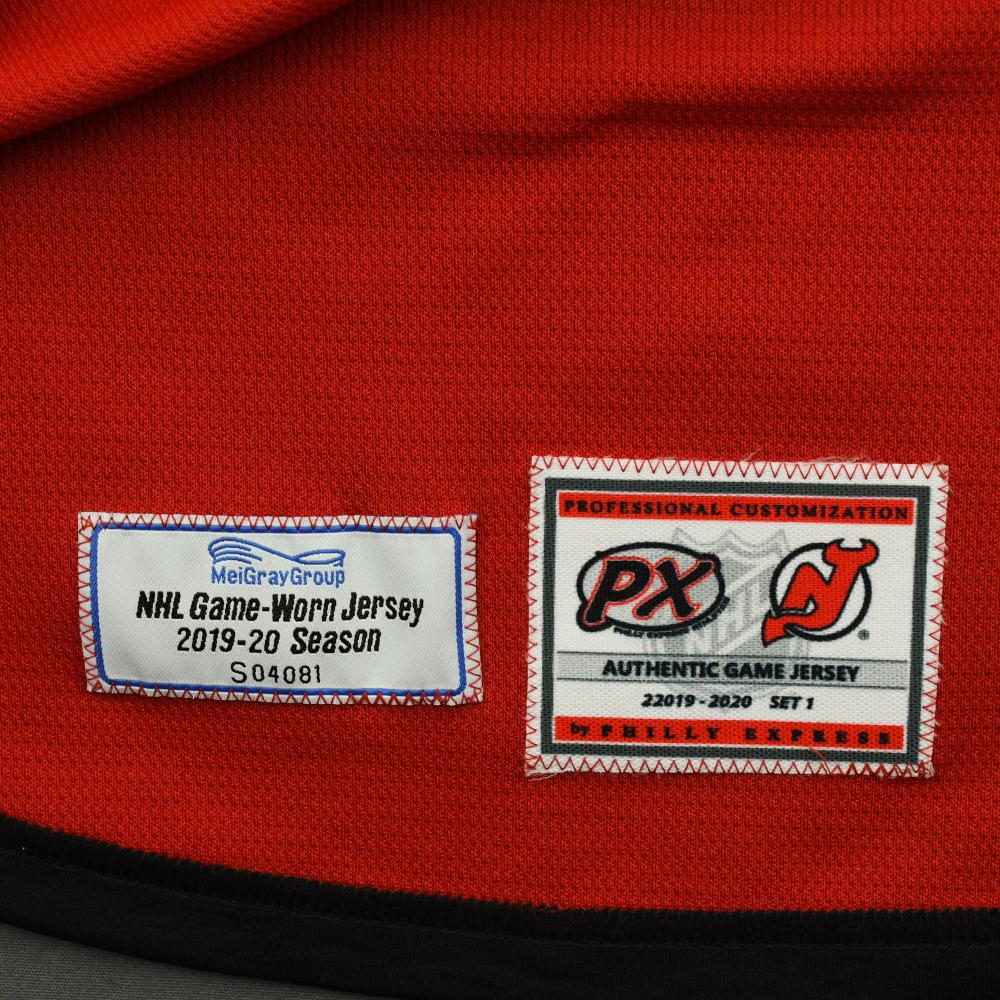 MeiGrayGroup
NHL Game-Worn Jersey
2019-20 Season
S04081
PROFESSIONAL CUSTOMIZATION
PX
NHL
AUTHENTIC GAME JERSEY
22019 - 2020 SET 1
by PHILLY EXPRESS